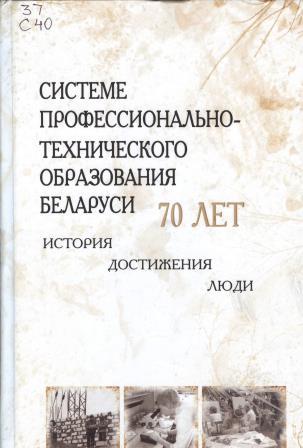 37
С40
СИСТЕМЕ
ПРОФЕССИОНАЛЬНО-
ТЕХНИЧЕСКОГО
ОБРАЗОВАНИЯ
БЕЛАРУСИ
70 ЛЕТ
ИСТОРИЯ
ДОСТИЖЕНИЯ
ЛЮДИ